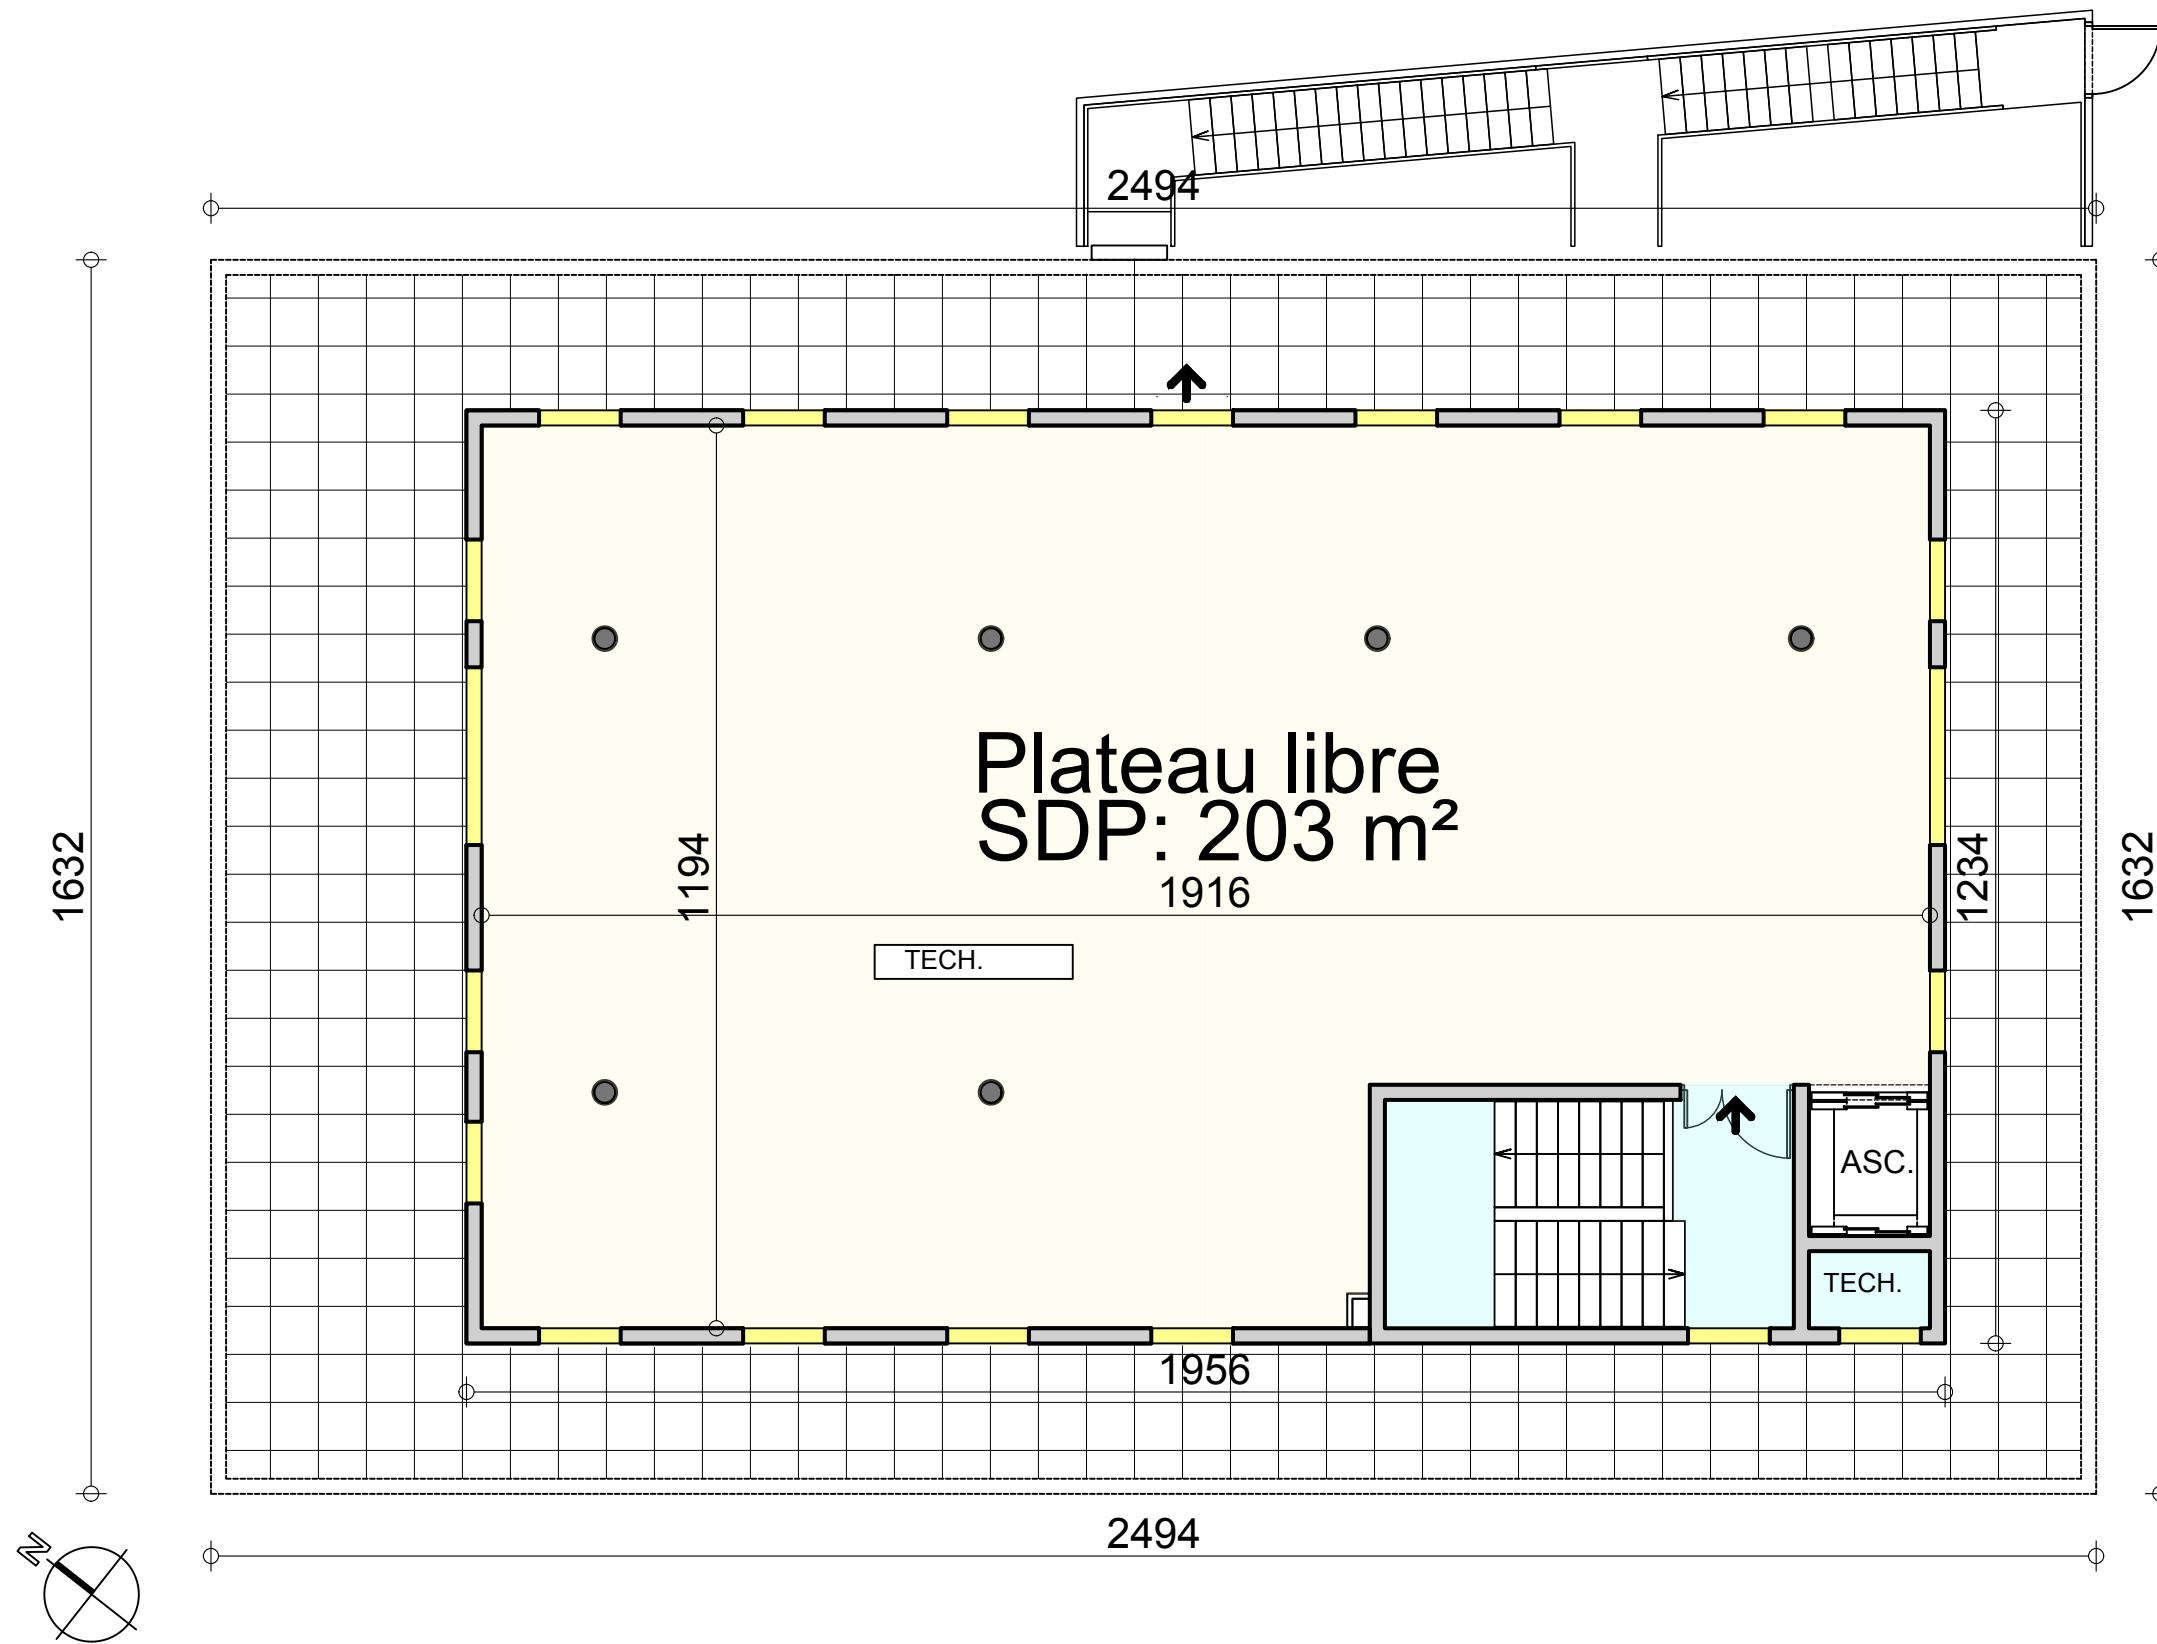 2494
1632
Plateau libre
SDP: 203 m²
1194
1916
1234
1632
TECH.
ASC.
TECH.
1956
2494
N